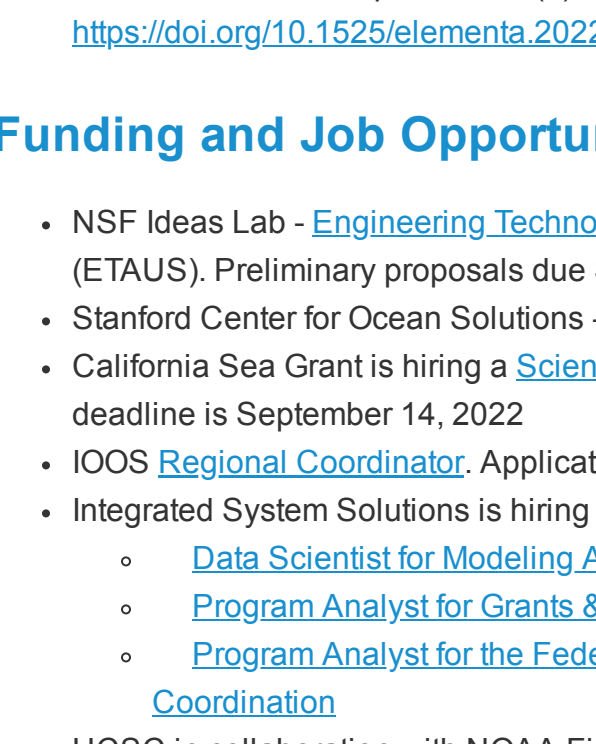 https://doi.org/10.1525/elementa.2022
Funding and Job Opportu
• NSF Ideas Lab - Engineering Techno
(ETAUS). Preliminary proposals due
• Stanford Center for Ocean Solutions -
• California Sea Grant is hiring a Scien
deadline is September 14, 2022
• IOOS Regional Coordinator. Applicat
• Integrated System Solutions is hiring
◦ Data Scientist for Modeling A
◦ Program Analyst for Grants &
◦ Program Analyst for the Fede
Coordination